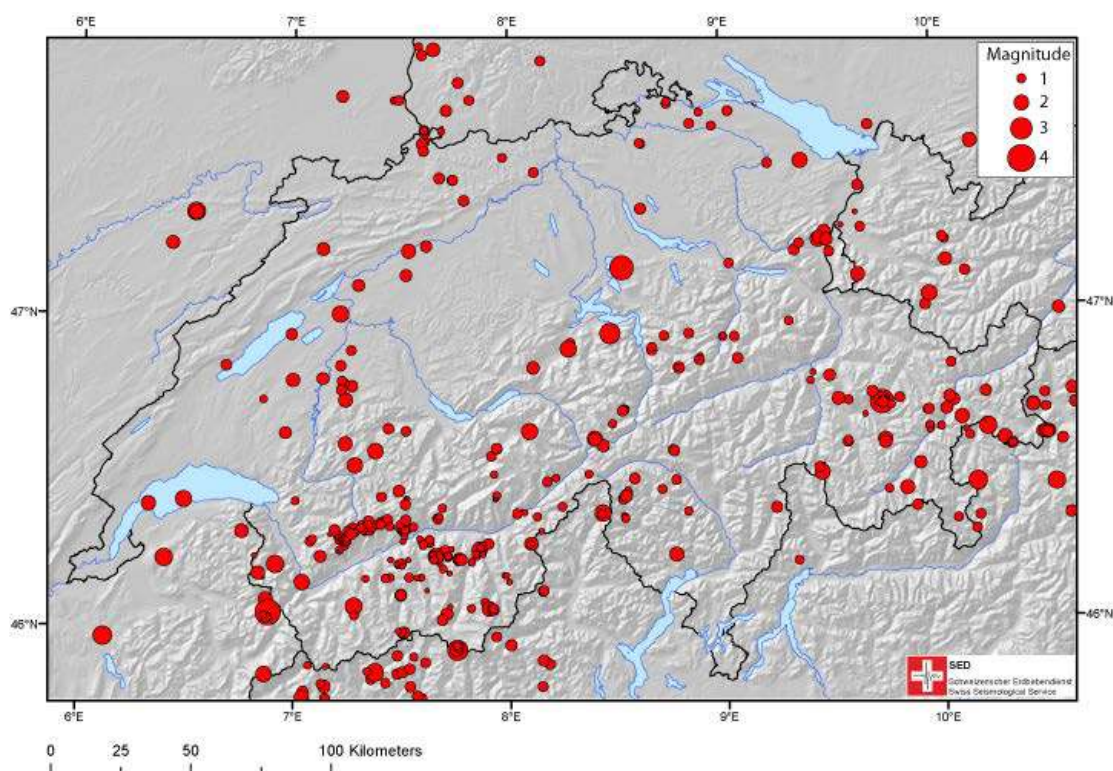 6°E 7°E 8°E 9°E 10°E
Magnitude
1
2
3
4
47°N 47°N
46°N 46°N
SED
Schweizerischer Erdbebendienst
Swiss Seismological Service
6°E 7°E 8°E 9°E 10°E
0 25 50 100 Kilometers